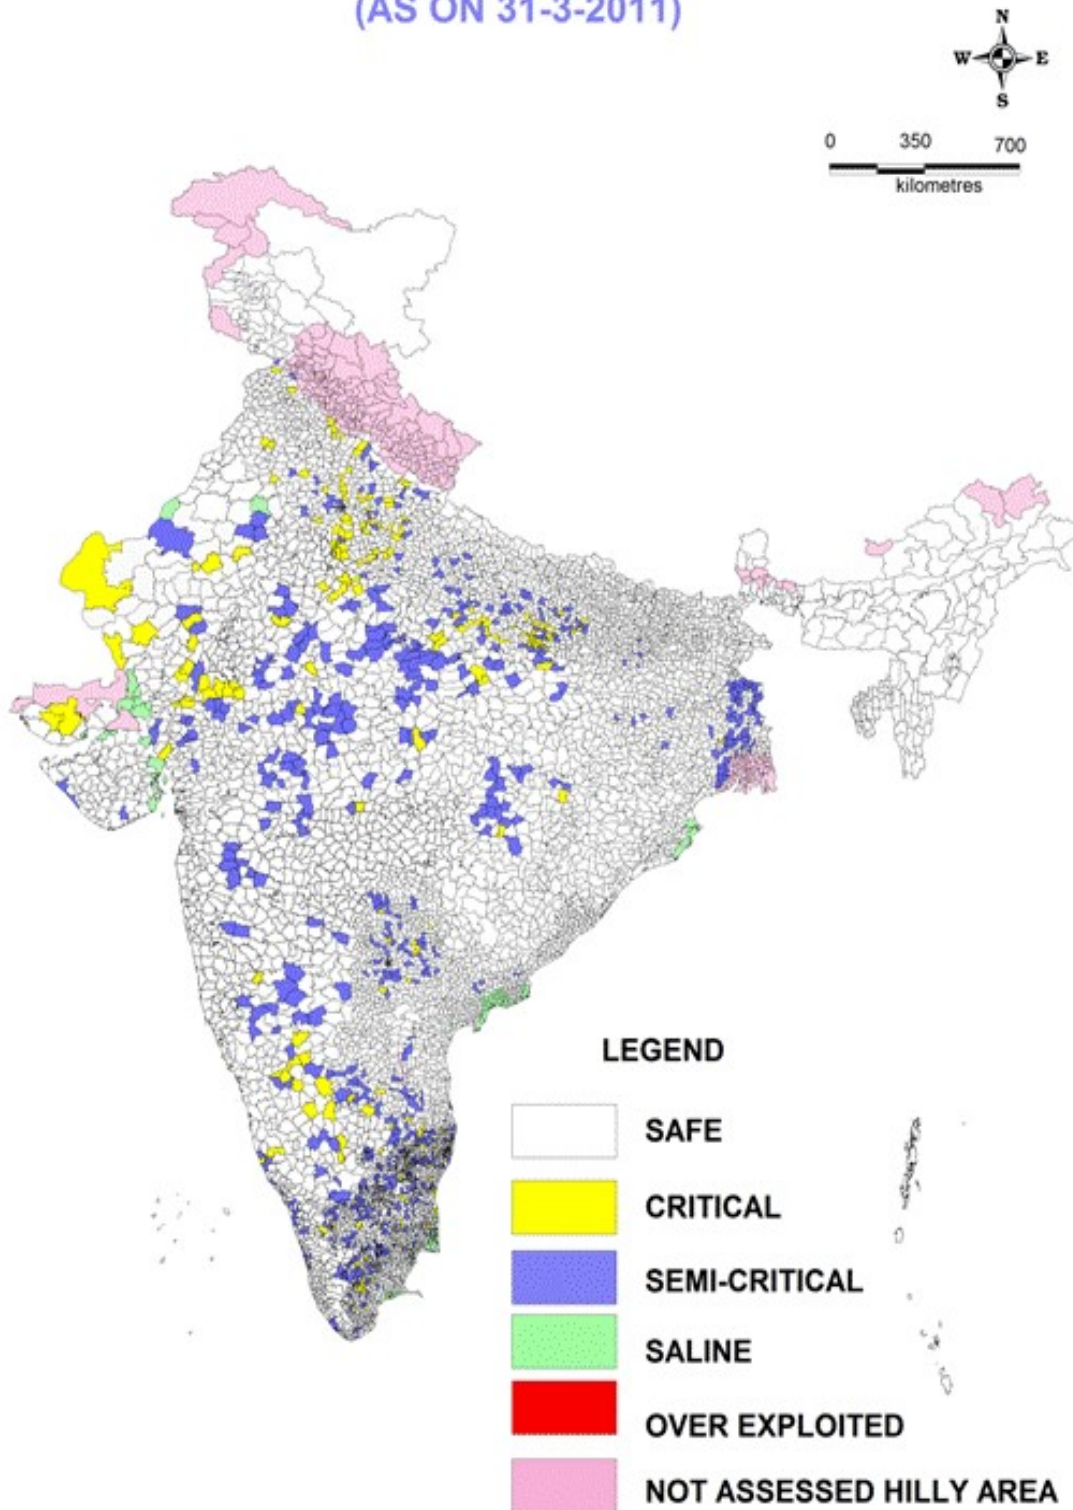 (AS ON 31-3-2011)
N
W E
S
0 350 700
kilometres
LEGEND
SAFE
CRITICAL
SEMI-CRITICAL
SALINE
OVER EXPLOITED
NOT ASSESSED HILLY AREA